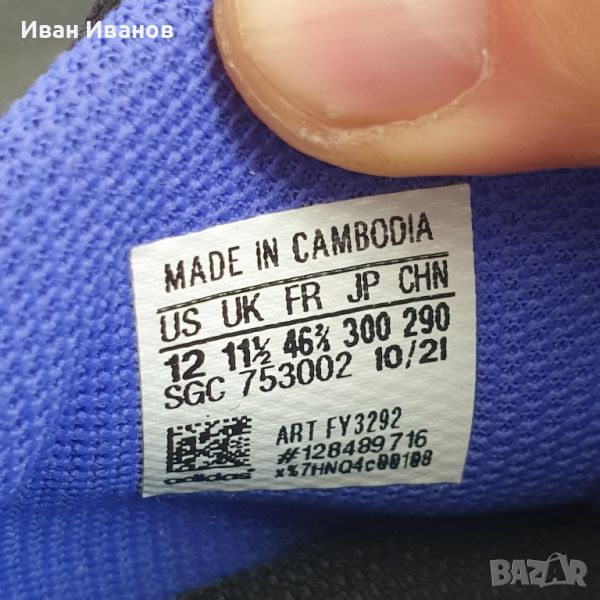 Иван Иванов
MADE IN CAMBODIA
US UK FR JP CHN
12 11½ 46⅔ 300 290
SGC 753002 10/21
ART FY3292
#128489716
adidas
BAZAR